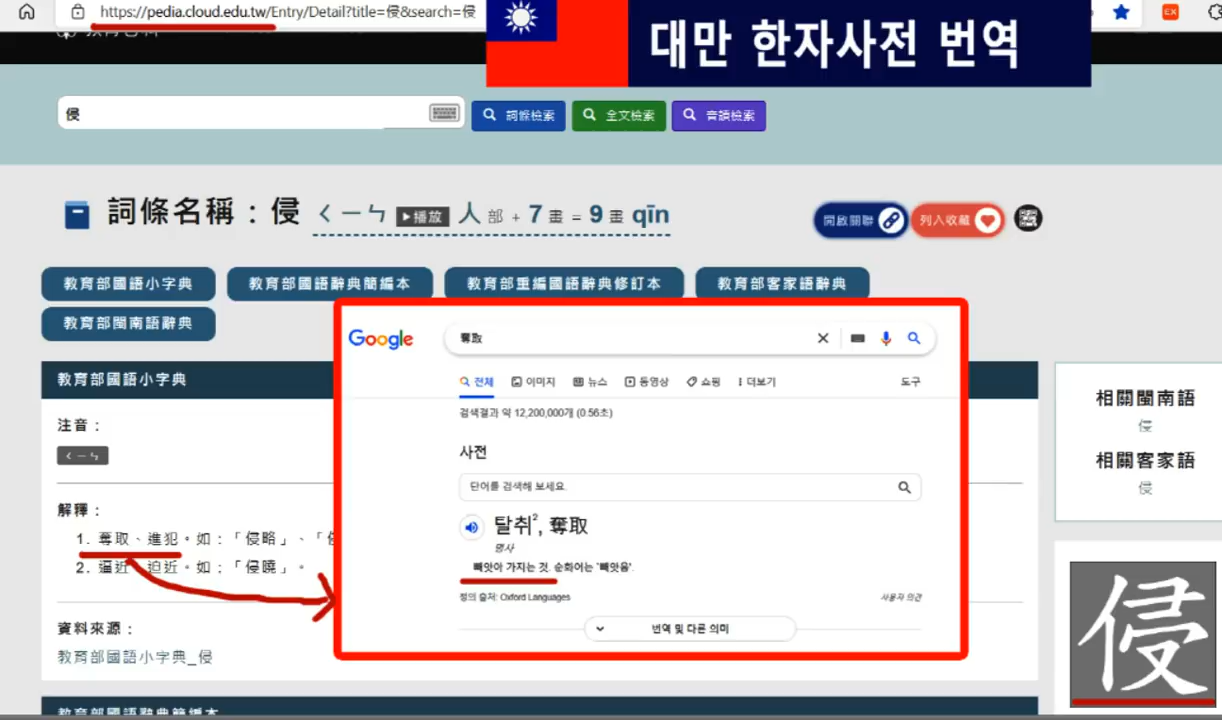 https://pedia.cloud.edu.tw/Entry/Detail?title=侵&search=侵
대만 한자사전 번역
侵
詞條檢索
全文檢索
音讀檢索
詞條名稱：侵 ㄑㄧㄣ ▶播放 人 部 + 7 畫 = 9 畫 qīn
開啟關聯
列入收藏
教育部國語小字典
教育部國語辭典簡編本
教育部重編國語辭典修訂本
教育部客家語辭典
教育部閩南語辭典
教育部國語小字典
注音：
ㄑㄧㄣ
解釋：
1. 奪取、進犯。如：「侵略」、「
2. 逼近、迫近。如：「侵曉」。
資料來源：
教育部國語小字典_侵
教育部國語辭典簡編本
Google
奪取
전체
이미지
뉴스
동영상
쇼핑
더보기
도구
검색결과 약 12,200,000개 (0.56초)
사전
단어를 검색해 보세요.
탈취², 奪取
명사
빼앗아 가지는 것. 순화어는 '빼앗음'.
정의 출처: Oxford Languages
사용자 의견
번역 및 다른 의미
相關閩南語
侵
相關客家語
侵
侵